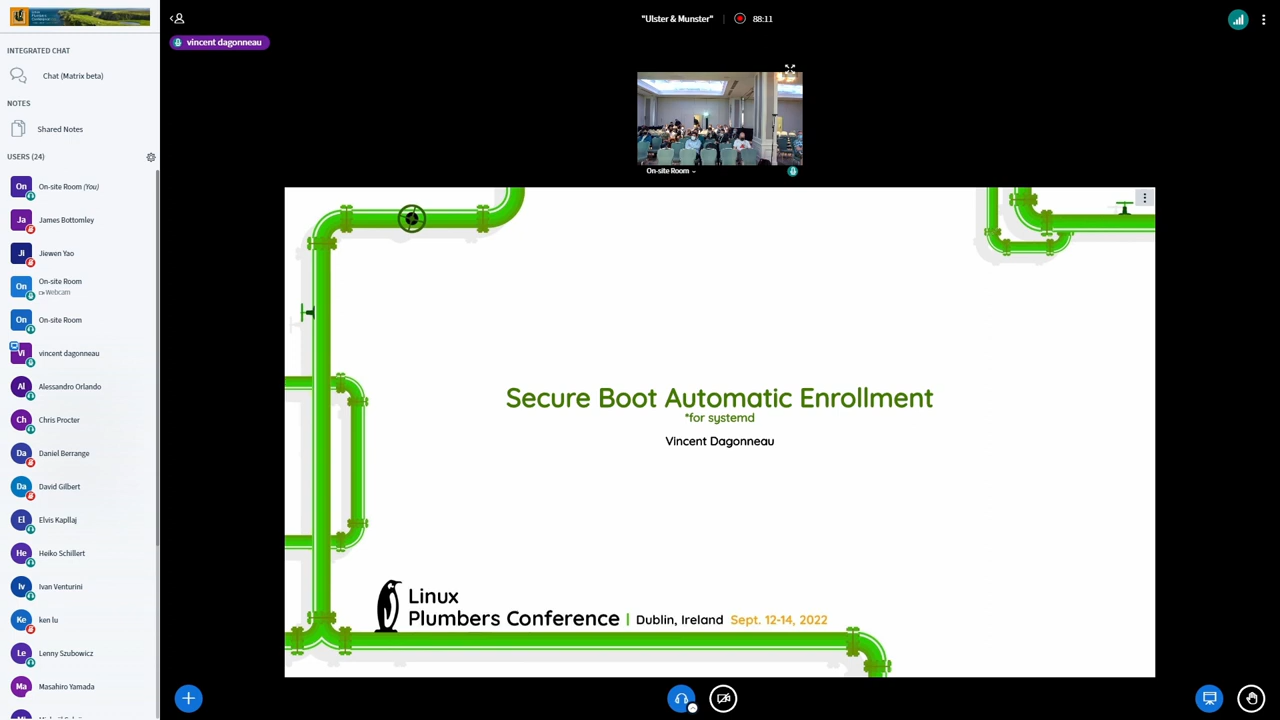 Linux
Plumbers
Conference
INTEGRATED CHAT
Chat (Matrix beta)
NOTES
Shared Notes
USERS (24)
On On-site Room (You)
Ja James Bottomley
Ji Jiewen Yao
On On-site Room
Webcam
On On-site Room
Vi vincent dagonneau
Al Alessandro Orlando
Ch Chris Procter
Da Daniel Berrange
Da David Gilbert
El Elvis Kapllaj
He Heiko Schillert
Iv Ivan Venturini
Ke ken lu
Le Lenny Szubowicz
Ma Masahiro Yamada
"Ulster & Munster"
88:11
vincent dagonneau
On-site Room
Secure Boot Automatic Enrollment
*for systemd
Vincent Dagonneau
Linux
Plumbers Conference | Dublin, Ireland Sept. 12-14, 2022